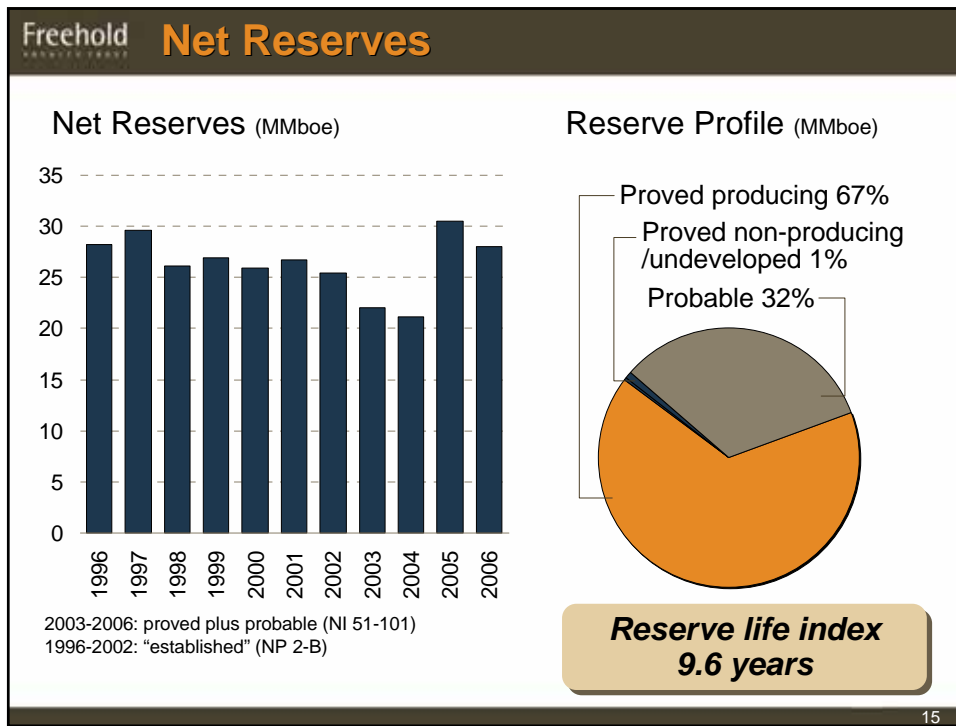 Freehold
ROYALTY TRUST
Net Reserves
Net Reserves (MMboe)
35
30
25
20
15
10
5
0
1996
1997
1998
1999
2000
2001
2002
2003
2004
2005
2006
2003-2006: proved plus probable (NI 51-101)
1996-2002: “established” (NP 2-B)
Reserve Profile (MMboe)
Proved producing 67%
Proved non-producing
/undeveloped 1%
Probable 32%
Reserve life index
9.6 years
15